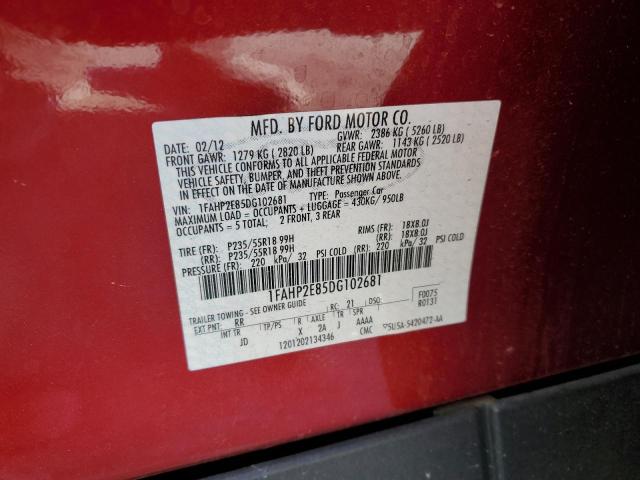 MFD. BY FORD MOTOR CO.
DATE: 02/12 GVWR: 2386 KG ( 5260 LB)
FRONT GAWR: 1279 KG ( 2820 LB) REAR GAWR: 1143 KG ( 2520 LB)
THIS VEHICLE CONFORMS TO ALL APPLICABLE FEDERAL MOTOR
VEHICLE SAFETY, BUMPER, AND THEFT PREVENTION STANDARDS
IN EFFECT ON THE DATE OF MANUFACTURE SHOWN ABOVE.
VIN: 1FAHP2E85DG102681 TYPE: Passenger Car
MAXIMUM LOAD = OCCUPANTS + LUGGAGE = 430KG/ 950LB
OCCUPANTS = 5 TOTAL: 2 FRONT, 3 REAR
TIRE (FR): P235/55R18 99H RIMS (FR): 18X8.0J
(RR): P235/55R18 99H (RR): 18X8.0J
PRESSURE (FR): 220 kPa/ 32 PSI COLD (RR): 220 kPa/ 32 PSI COLD
1FAHP2E85DG102681
TRAILER TOWING - SEE OWNER GUIDE RC: 21 DSO: F0075
EXT PNT: RR R0131
INT TR TP/PS R AXLE TR SPR
JD X 2A J AAAA
1201202134346 CMC 5U5A-5420472-AA